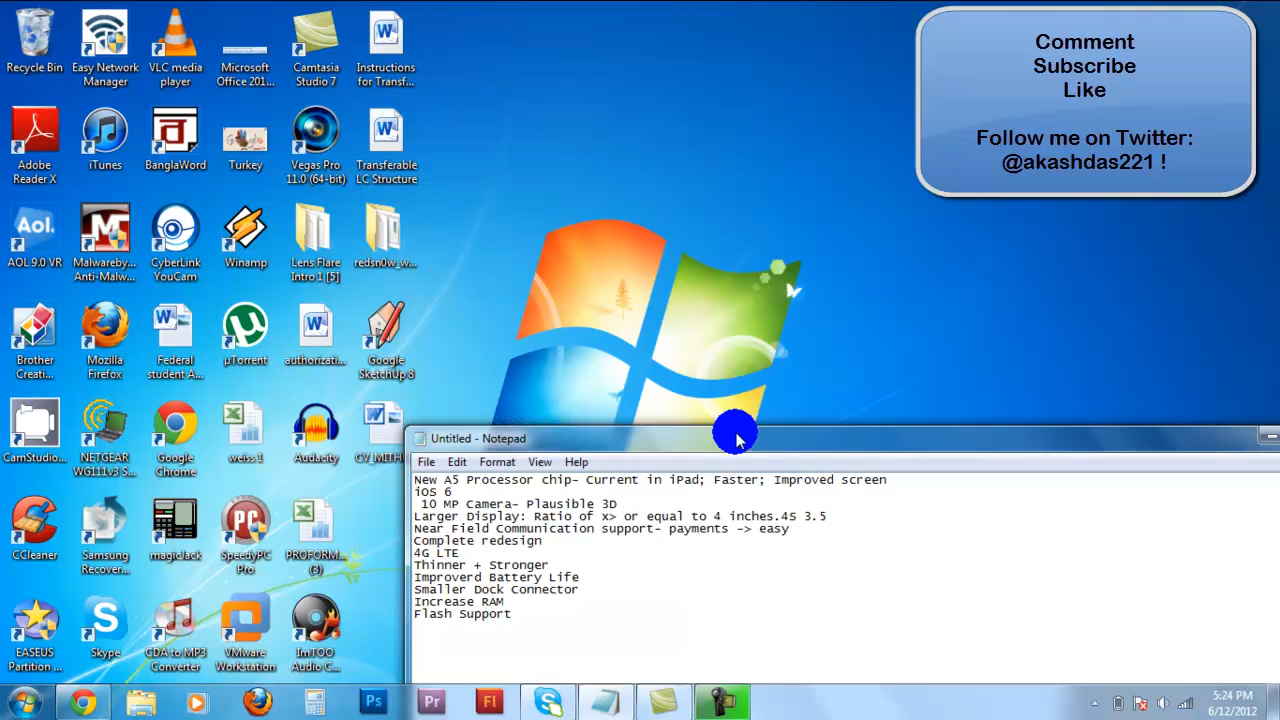 Comment
Subscribe
Like
Follow me on Twitter:
@akashdas221 !
Recycle Bin
Easy Network
Manager
VLC media
player
Microsoft
Office 201...
Camtasia
Studio 7
Instructions
for Transf...
Adobe
Reader X
iTunes
BanglaWord
Turkey
Vegas Pro
11.0 (64-bit)
Transferable
LC Structure
Aol.
AOL 9.0 VR
Malwareby...
Anti-Malw...
CyberLink
YouCam
Winamp
Lens Flare
Intro 1 [5]
redsn0w_w...
Brother
Creati...
Mozilla
Firefox
Federal
student A...
µTorrent
authorizati...
Google
SketchUp 8
CamStudio...
NETGEAR
WG111v3 S...
Google
Chrome
weiss 1
Audacity
CV_MITH
CCleaner
Samsung
Recover...
magicJack
SpeedyPC
Pro
PROFORM...
(3)
EASEUS
Partition ...
Skype
CDA to MP3
Converter
VMware
Workstation
ImTOO
Audio C...
Untitled - Notepad
File Edit Format View Help
New A5 Processor chip- Current in iPad; Faster; Improved screen
iOS 6
10 MP Camera- Plausible 3D
Larger Display: Ratio of x> or equal to 4 inches.4S 3.5
Near Field Communication support- payments -> easy
Complete redesign
4G LTE
Thinner + Stronger
Improverd Battery Life
Smaller Dock Connector
Increase RAM
Flash Support
Ps
Pr
Fl
5:24 PM
6/12/2012